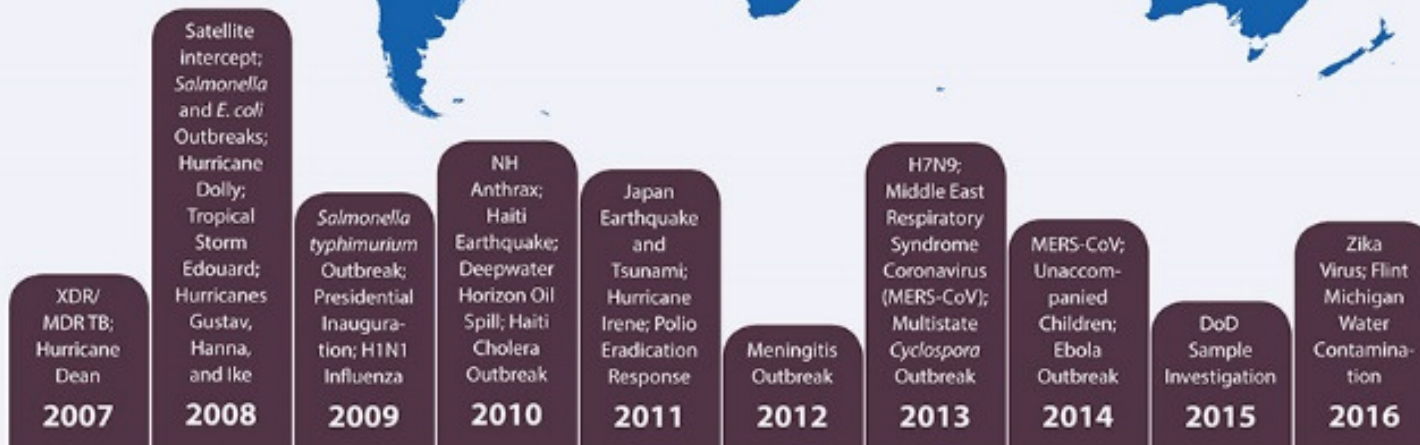 Satellite
intercept;
Salmonella
and E. coli
Outbreaks;
Hurricane
Dolly;
Tropical
Storm
Edouard;
Hurricanes
Gustav,
Hanna,
and Ike
2008
XDR/
MDR TB;
Hurricane
Dean
2007
Salmonella
typhimurium
Outbreak;
Presidential
Inaugura-
tion; H1N1
Influenza
2009
NH
Anthrax;
Haiti
Earthquake;
Deepwater
Horizon Oil
Spill; Haiti
Cholera
Outbreak
2010
Japan
Earthquake
and
Tsunami;
Hurricane
Irene; Polio
Eradication
Response
2011
Meningitis
Outbreak
2012
H7N9;
Middle East
Respiratory
Syndrome
Coronavirus
(MERS-CoV);
Multistate
Cyclospora
Outbreak
2013
MERS-CoV;
Unaccom-
panied
Children;
Ebola
Outbreak
2014
DoD
Sample
Investigation
2015
Zika
Virus; Flint
Michigan
Water
Contamina-
tion
2016